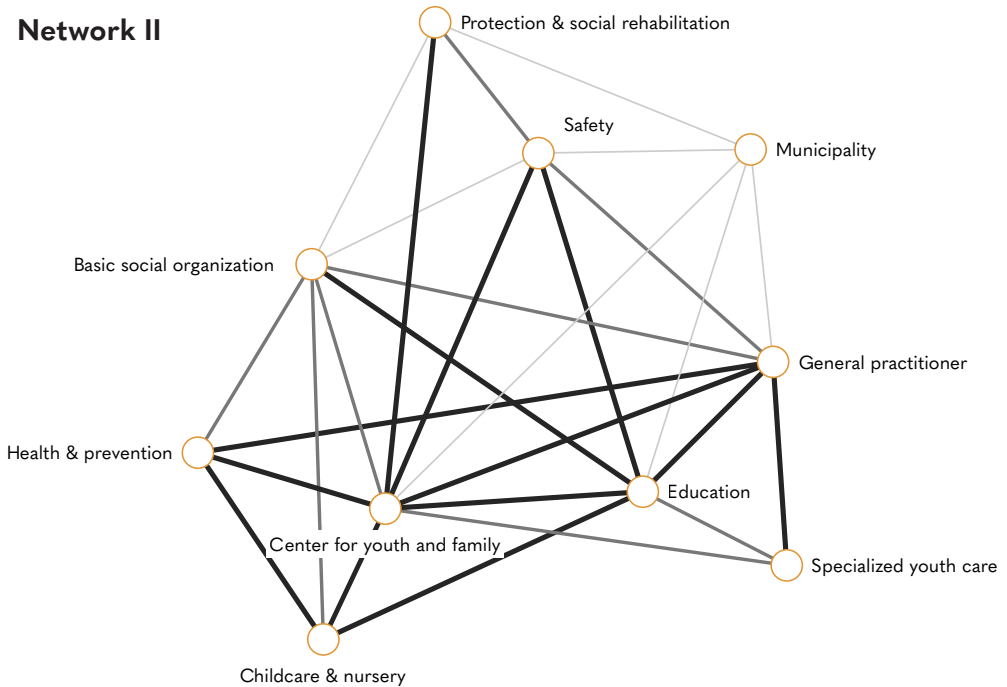 Network II
Protection & social rehabilitation
Safety
Municipality
Basic social organization
General practitioner
Health & prevention
Education
Center for youth and family
Specialized youth care
Childcare & nursery